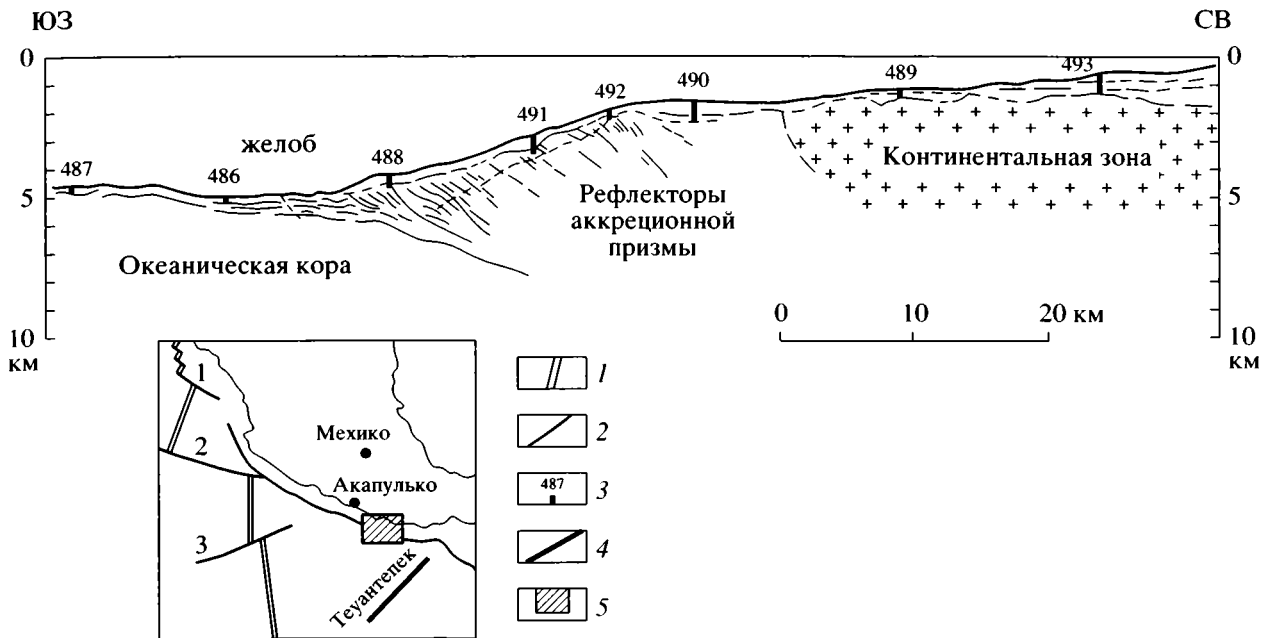 ЮЗ
СВ
0
0
493
492
490
489
491
желоб
488
Континентальная зона
487
486
5
5
Рефлекторы
аккреционной
призмы
Океаническая кора
0
10
20 км
10
км
10
км
1
Мехико
2
Акапулько
3
Теуантепек
1
2
487
3
4
5